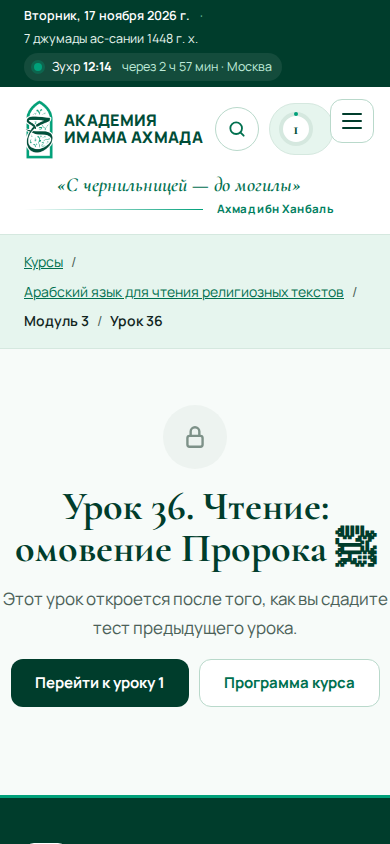 Вторник, 17 ноября 2026 г. ·
7 джумады ас-сании 1448 г. х.
Зухр 12:14 через 2 ч 57 мин · Москва
АКАДЕМИЯ
ИМАМА АХМАДА
1
«С чернильницей — до могилы»
Ахмад ибн Ханбаль
Курсы /
Арабский язык для чтения религиозных текстов /
Модуль 3 / Урок 36
Урок 36. Чтение:
омовение Пророка ﷺ
Этот урок откроется после того, как вы сдадите
тест предыдущего урока.
Перейти к уроку 1
Программа курса